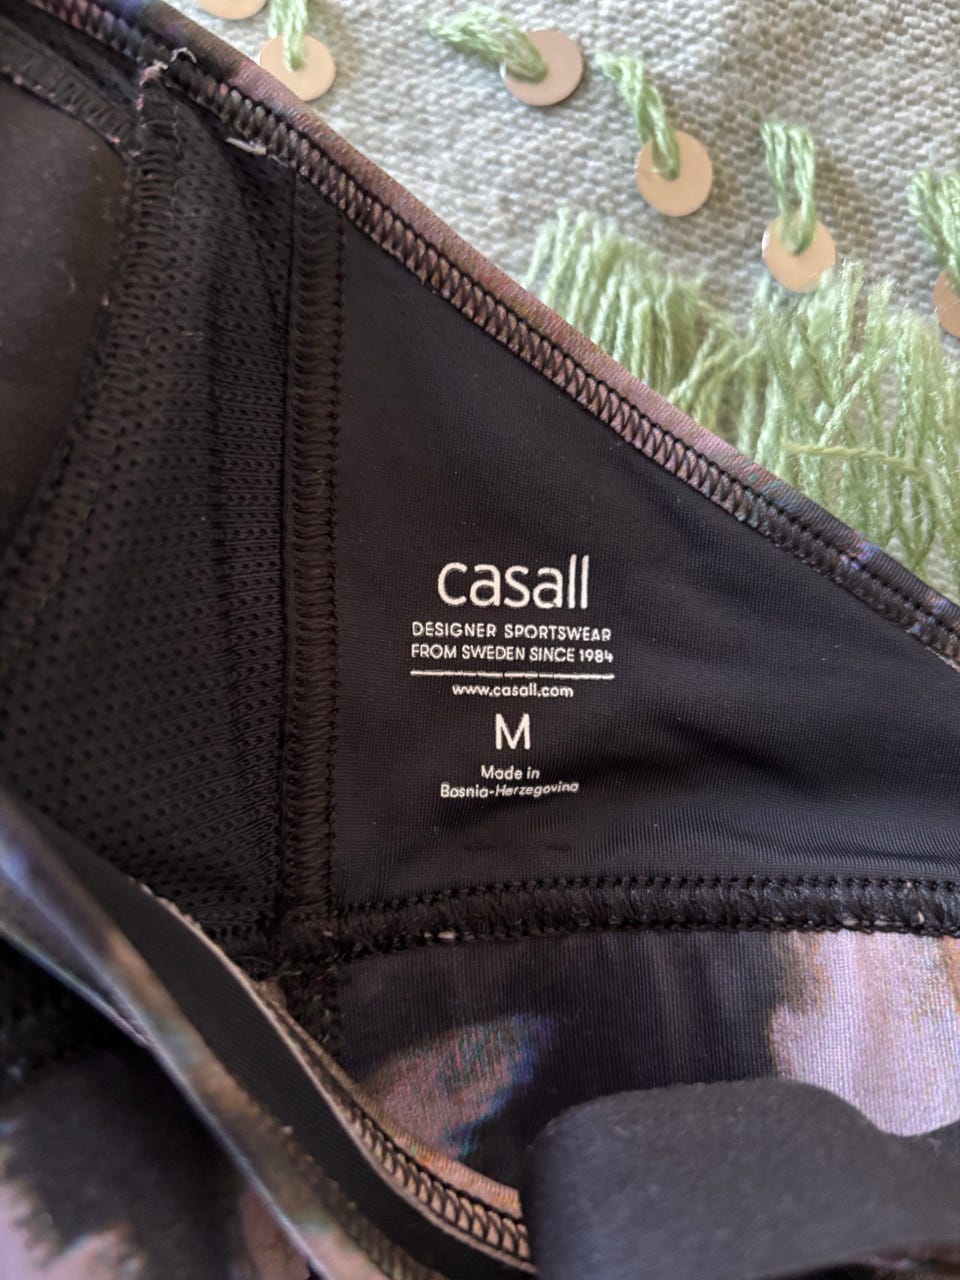 casall
DESIGNER SPORTSWEAR
FROM SWEDEN SINCE 1984
www.casall.com
M
Made in
Bosnia-Herzegovina